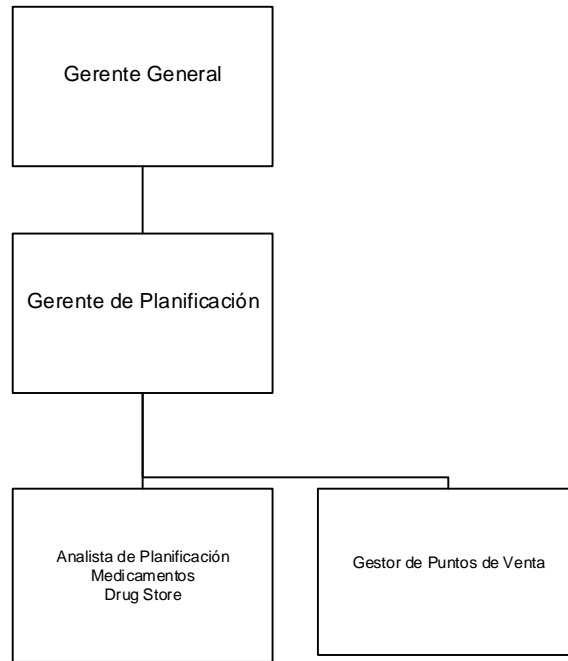 Gerente General
Gerente de Planificación
Analista de Planificación
Medicamentos
Drug Store
Gestor de Puntos de Venta